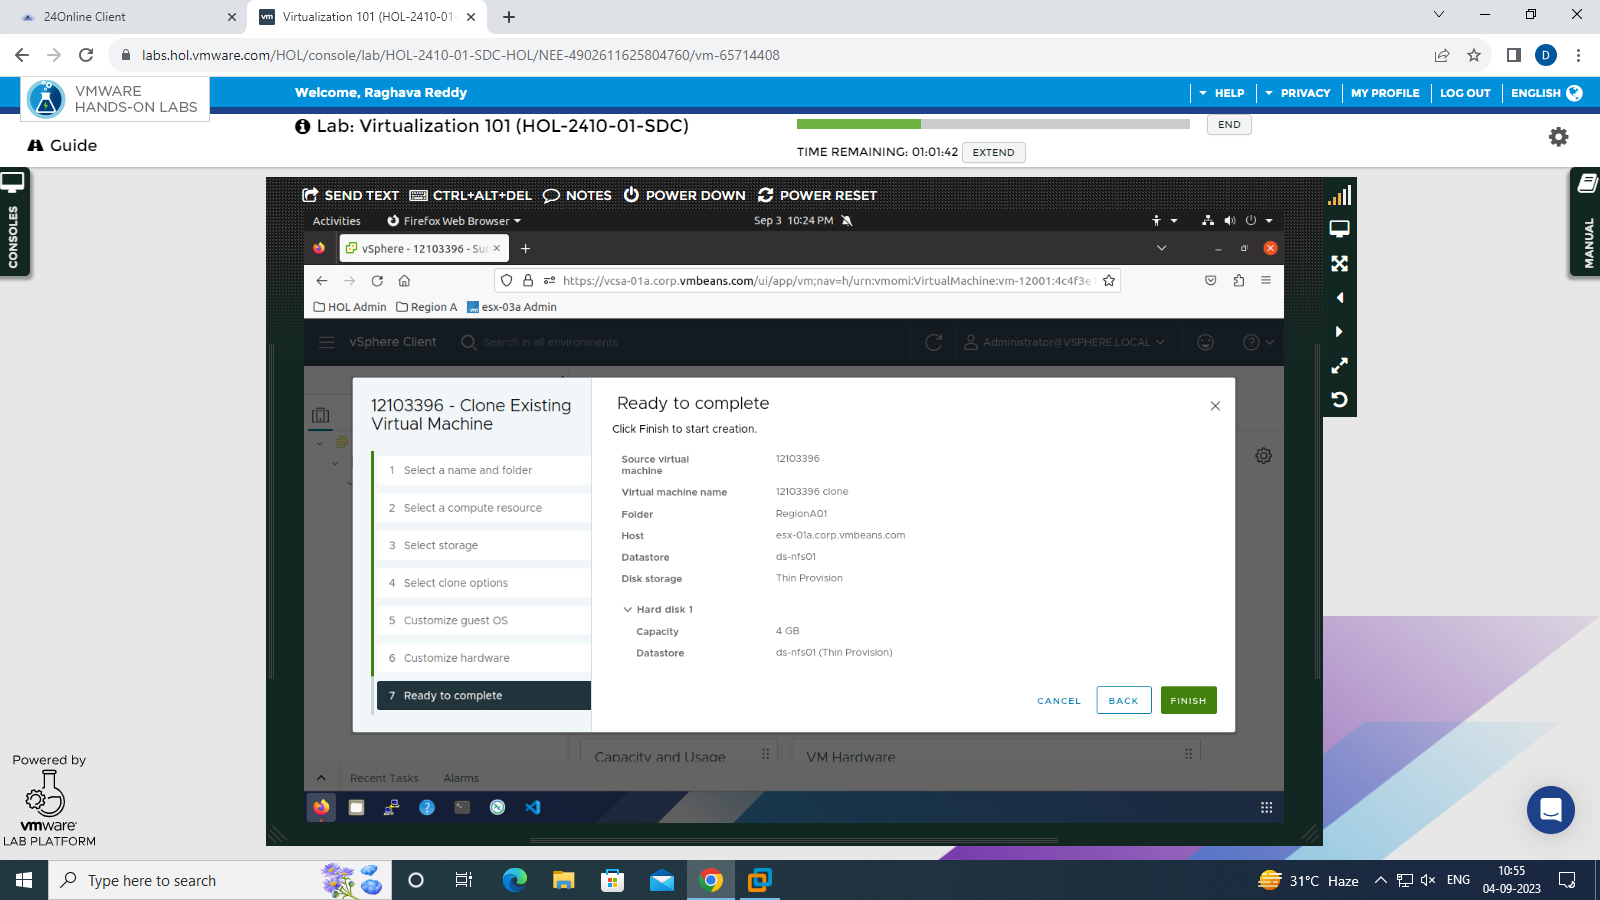 24Online Client
vm Virtualization 101 (HOL-2410-01-
labs.hol.vmware.com/HOL/console/lab/HOL-2410-01-SDC-HOL/NEE-4902611625804760/vm-65714408
D
VMWARE
HANDS-ON LABS
Welcome, Raghava Reddy
HELP
PRIVACY
MY PROFILE
LOG OUT
ENGLISH
Guide
Lab: Virtualization 101 (HOL-2410-01-SDC)
END
TIME REMAINING: 01:01:42
EXTEND
CONSOLES
MANUAL
SEND TEXT
CTRL+ALT+DEL
NOTES
POWER DOWN
POWER RESET
Activities
Firefox Web Browser
Sep 3 10:24 PM
vSphere - 12103396 - Sum
https://vcsa-01a.corp.vmbeans.com/ui/app/vm;nav=h/urn:vmomi:VirtualMachine:vm-12001:4c4f3e1
HOL Admin
Region A
esx-03a Admin
vSphere Client
Search in all environments
Administrator@VSPHERE.LOCAL
12103396 - Clone Existing
Virtual Machine
1 Select a name and folder
2 Select a compute resource
3 Select storage
4 Select clone options
5 Customize guest OS
6 Customize hardware
7 Ready to complete
Ready to complete
Click Finish to start creation.
Source virtual
machine
12103396
Virtual machine name
12103396 clone
Folder
RegionA01
Host
esx-01a.corp.vmbeans.com
Datastore
ds-nfs01
Disk storage
Thin Provision
Hard disk 1
Capacity
4 GB
Datastore
ds-nfs01 (Thin Provision)
CANCEL
BACK
FINISH
Capacity and Usage
VM Hardware
Recent Tasks
Alarms
Powered by
vmware
LAB PLATFORM
Type here to search
31°C Haze
ENG
10:55
04-09-2023